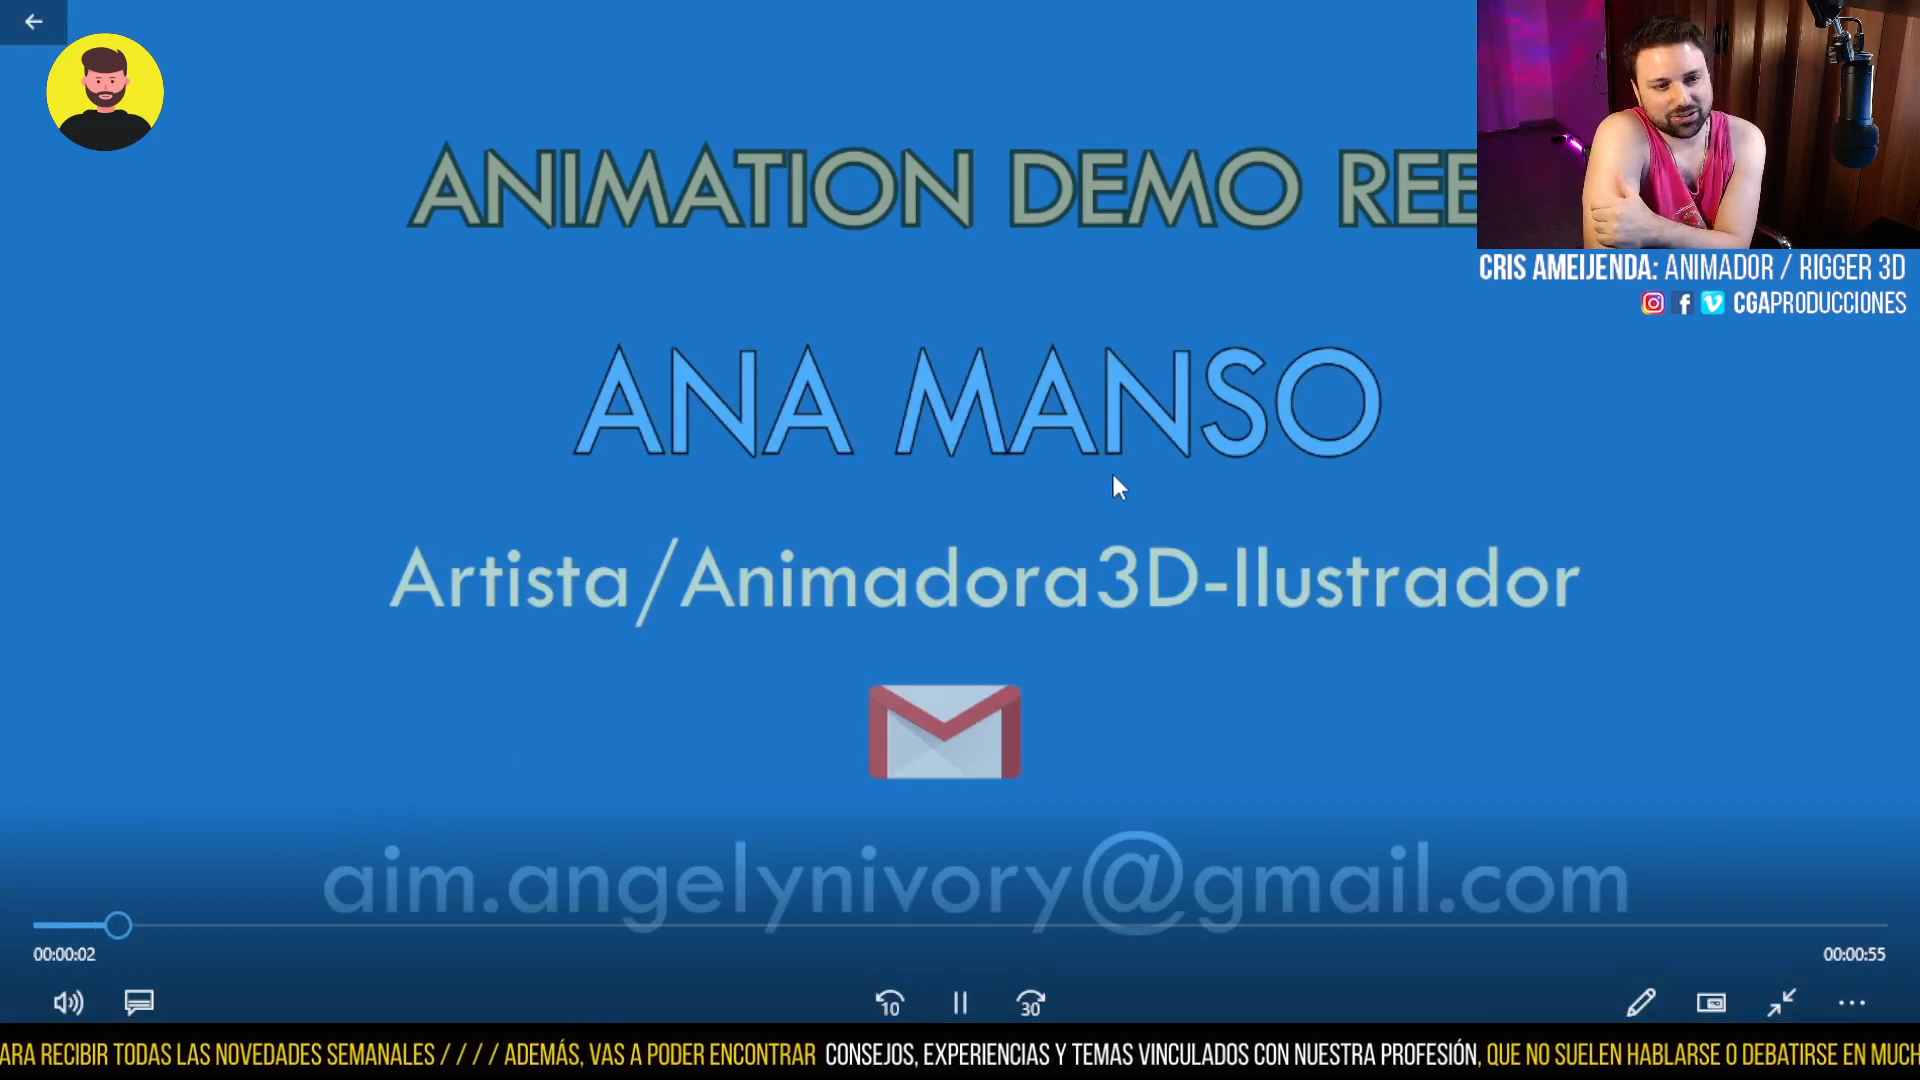 ANIMATION DEMO REE
CRIS AMEIJENDA: ANIMADOR / RIGGER 3D
CGAPRODUCCIONES
ANA MANSO
Artista/Animadora3D-Ilustrador
aim.angelynivory@gmail.com
00:00:02
00:00:55
10
30
ARA RECIBIR TODAS LAS NOVEDADES SEMANALES / / / / ADEMÁS, VAS A PODER ENCONTRAR CONSEJOS, EXPERIENCIAS Y TEMAS VINCULADOS CON NUESTRA PROFESIÓN, QUE NO SUELEN HABLARSE O DEBATIRSE EN MUCH